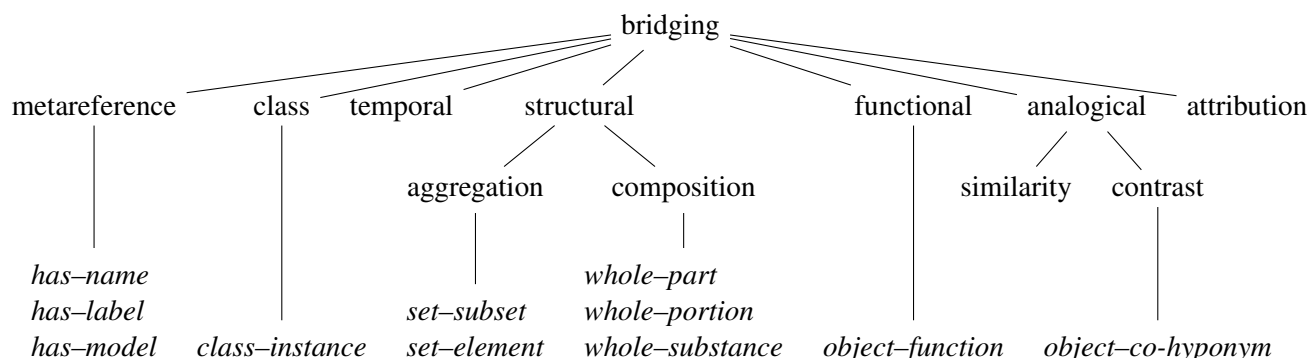 bridging
metareference class temporal structural functional analogical attribution
aggregation composition similarity contrast
has–name whole–part
has–label set–subset whole–portion
has–model class–instance set–element whole–substance object–function object–co-hyponym